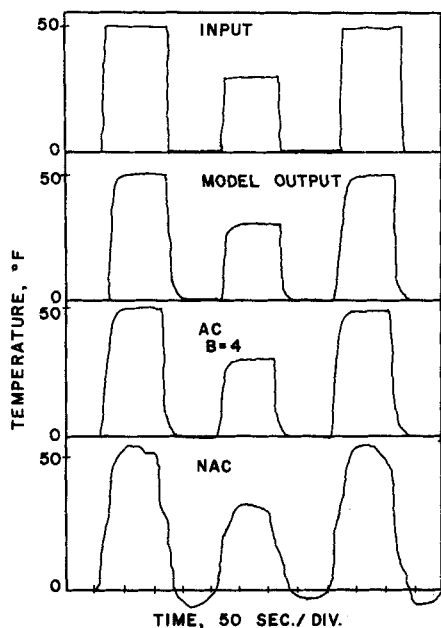 50
INPUT
0
MODEL OUTPUT
50
0
AC
B=4
50
0
NAC
50
0
TEMPERATURE, °F
TIME, 50 SEC./ DIV.